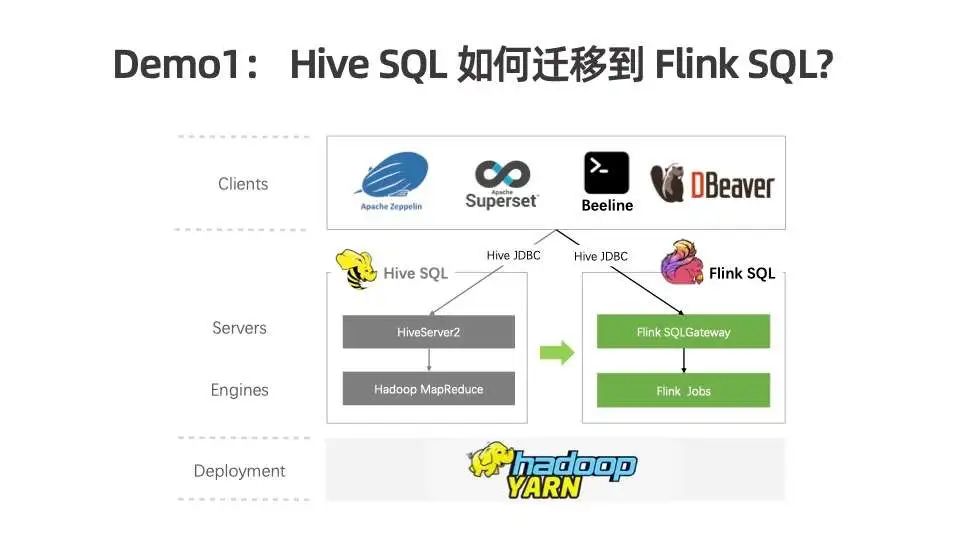 Demo1： Hive SQL 如何迁移到 Flink SQL?
Clients
Apache Zeppelin
Apache
Superset
Beeline
DBeaver
Hive JDBC
Hive JDBC
Hive SQL
Flink SQL
Servers
HiveServer2
Flink SQLGateway
Engines
Hadoop MapReduce
Flink Jobs
Deployment
hadoop
YARN